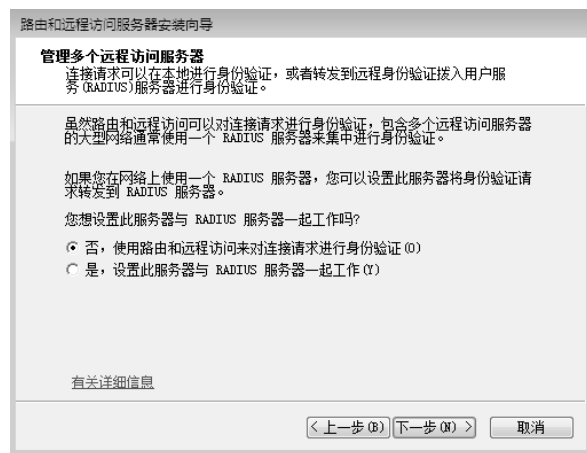 路由和远程访问服务器安装向导
管理多个远程访问服务器
连接请求可以在本地进行身份验证，或者转发到远程身份验证拨入用户服
务(RADIUS)服务器进行身份验证。
虽然路由和远程访问可以对连接请求进行身份验证，包含多个远程访问服务器
的大型网络通常使用一个 RADIUS 服务器来集中进行身份验证。
如果您在网络上使用一个 RADIUS 服务器，您可以设置此服务器将身份验证请
求转发到 RADIUS 服务器。
您想设置此服务器与 RADIUS 服务器一起工作吗?
否，使用路由和远程访问来对连接请求进行身份验证(O)
是，设置此服务器与 RADIUS 服务器一起工作(Y)
有关详细信息
<上一步(B) 下一步(N)> 取消